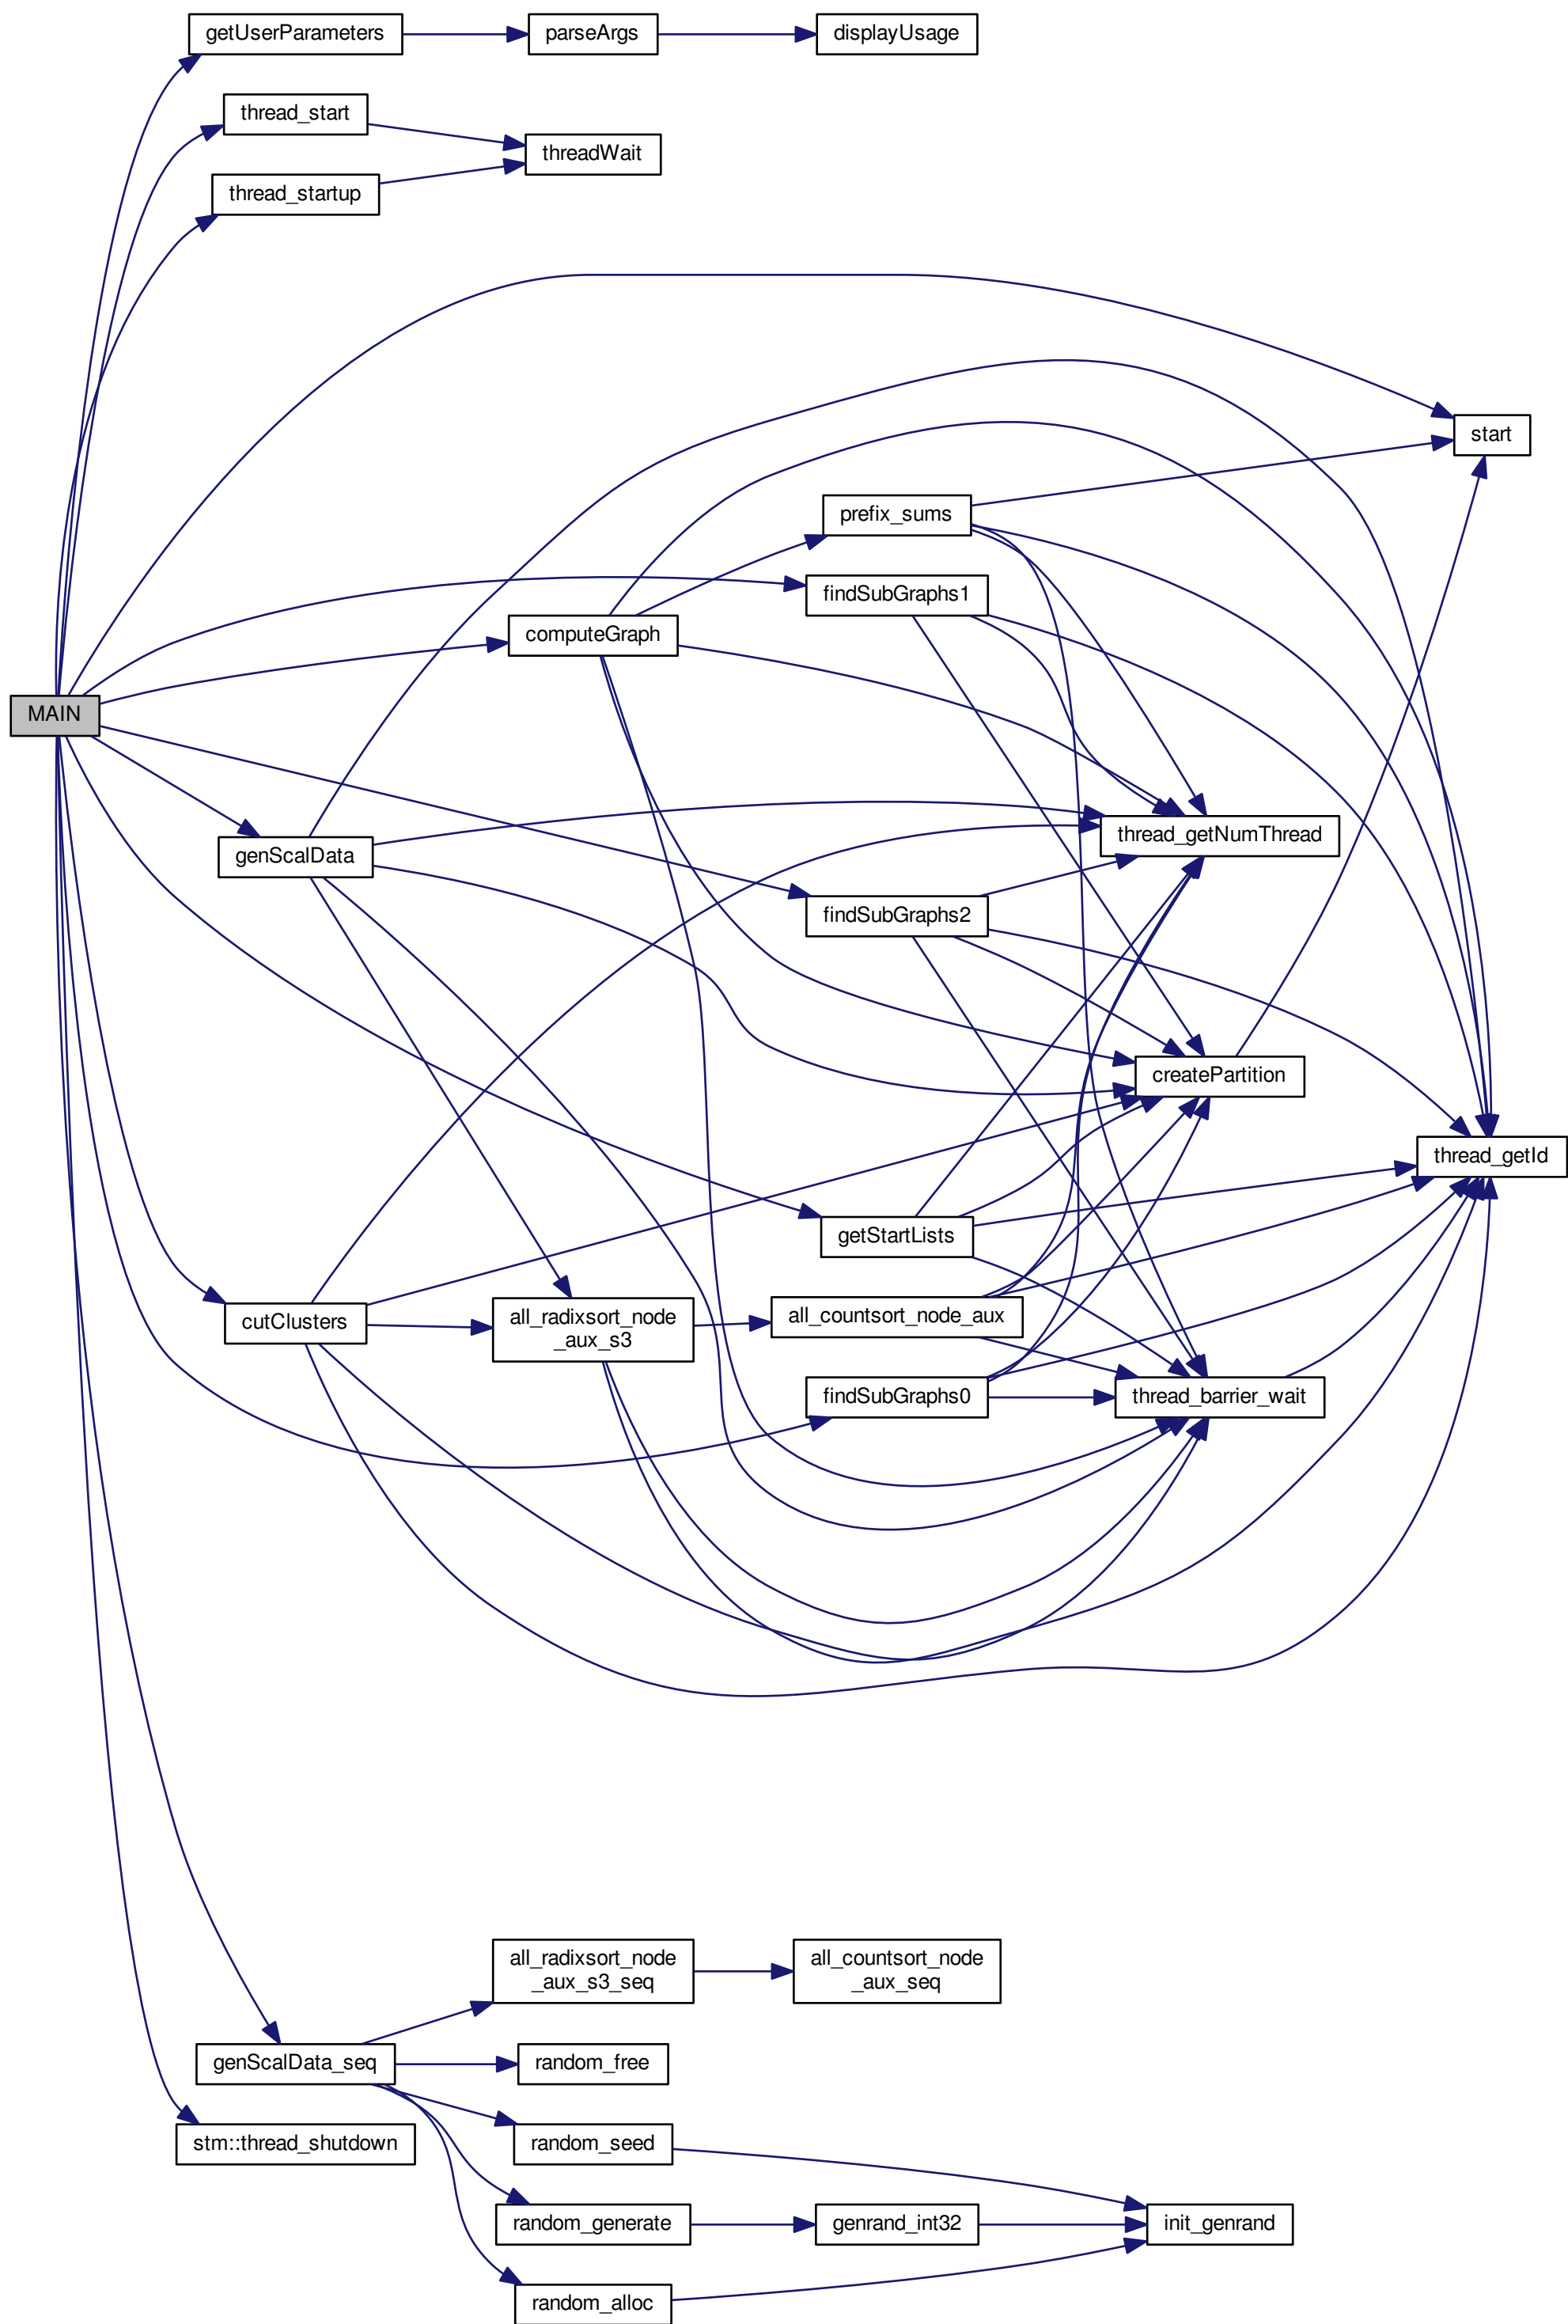 getUserParameters
parseArgs
displayUsage
thread_start
threadWait
thread_startup
start
prefix_sums
findSubGraphs1
computeGraph
MAIN
thread_getNumThread
genScalData
findSubGraphs2
createPartition
thread_getId
getStartLists
all_countsort_node_aux
cutClusters
all_radixsort_node
_aux_s3
findSubGraphs0
thread_barrier_wait
all_radixsort_node
_aux_s3_seq
all_countsort_node
_aux_seq
genScalData_seq
random_free
stm::thread_shutdown
random_seed
random_generate
genrand_int32
init_genrand
random_alloc